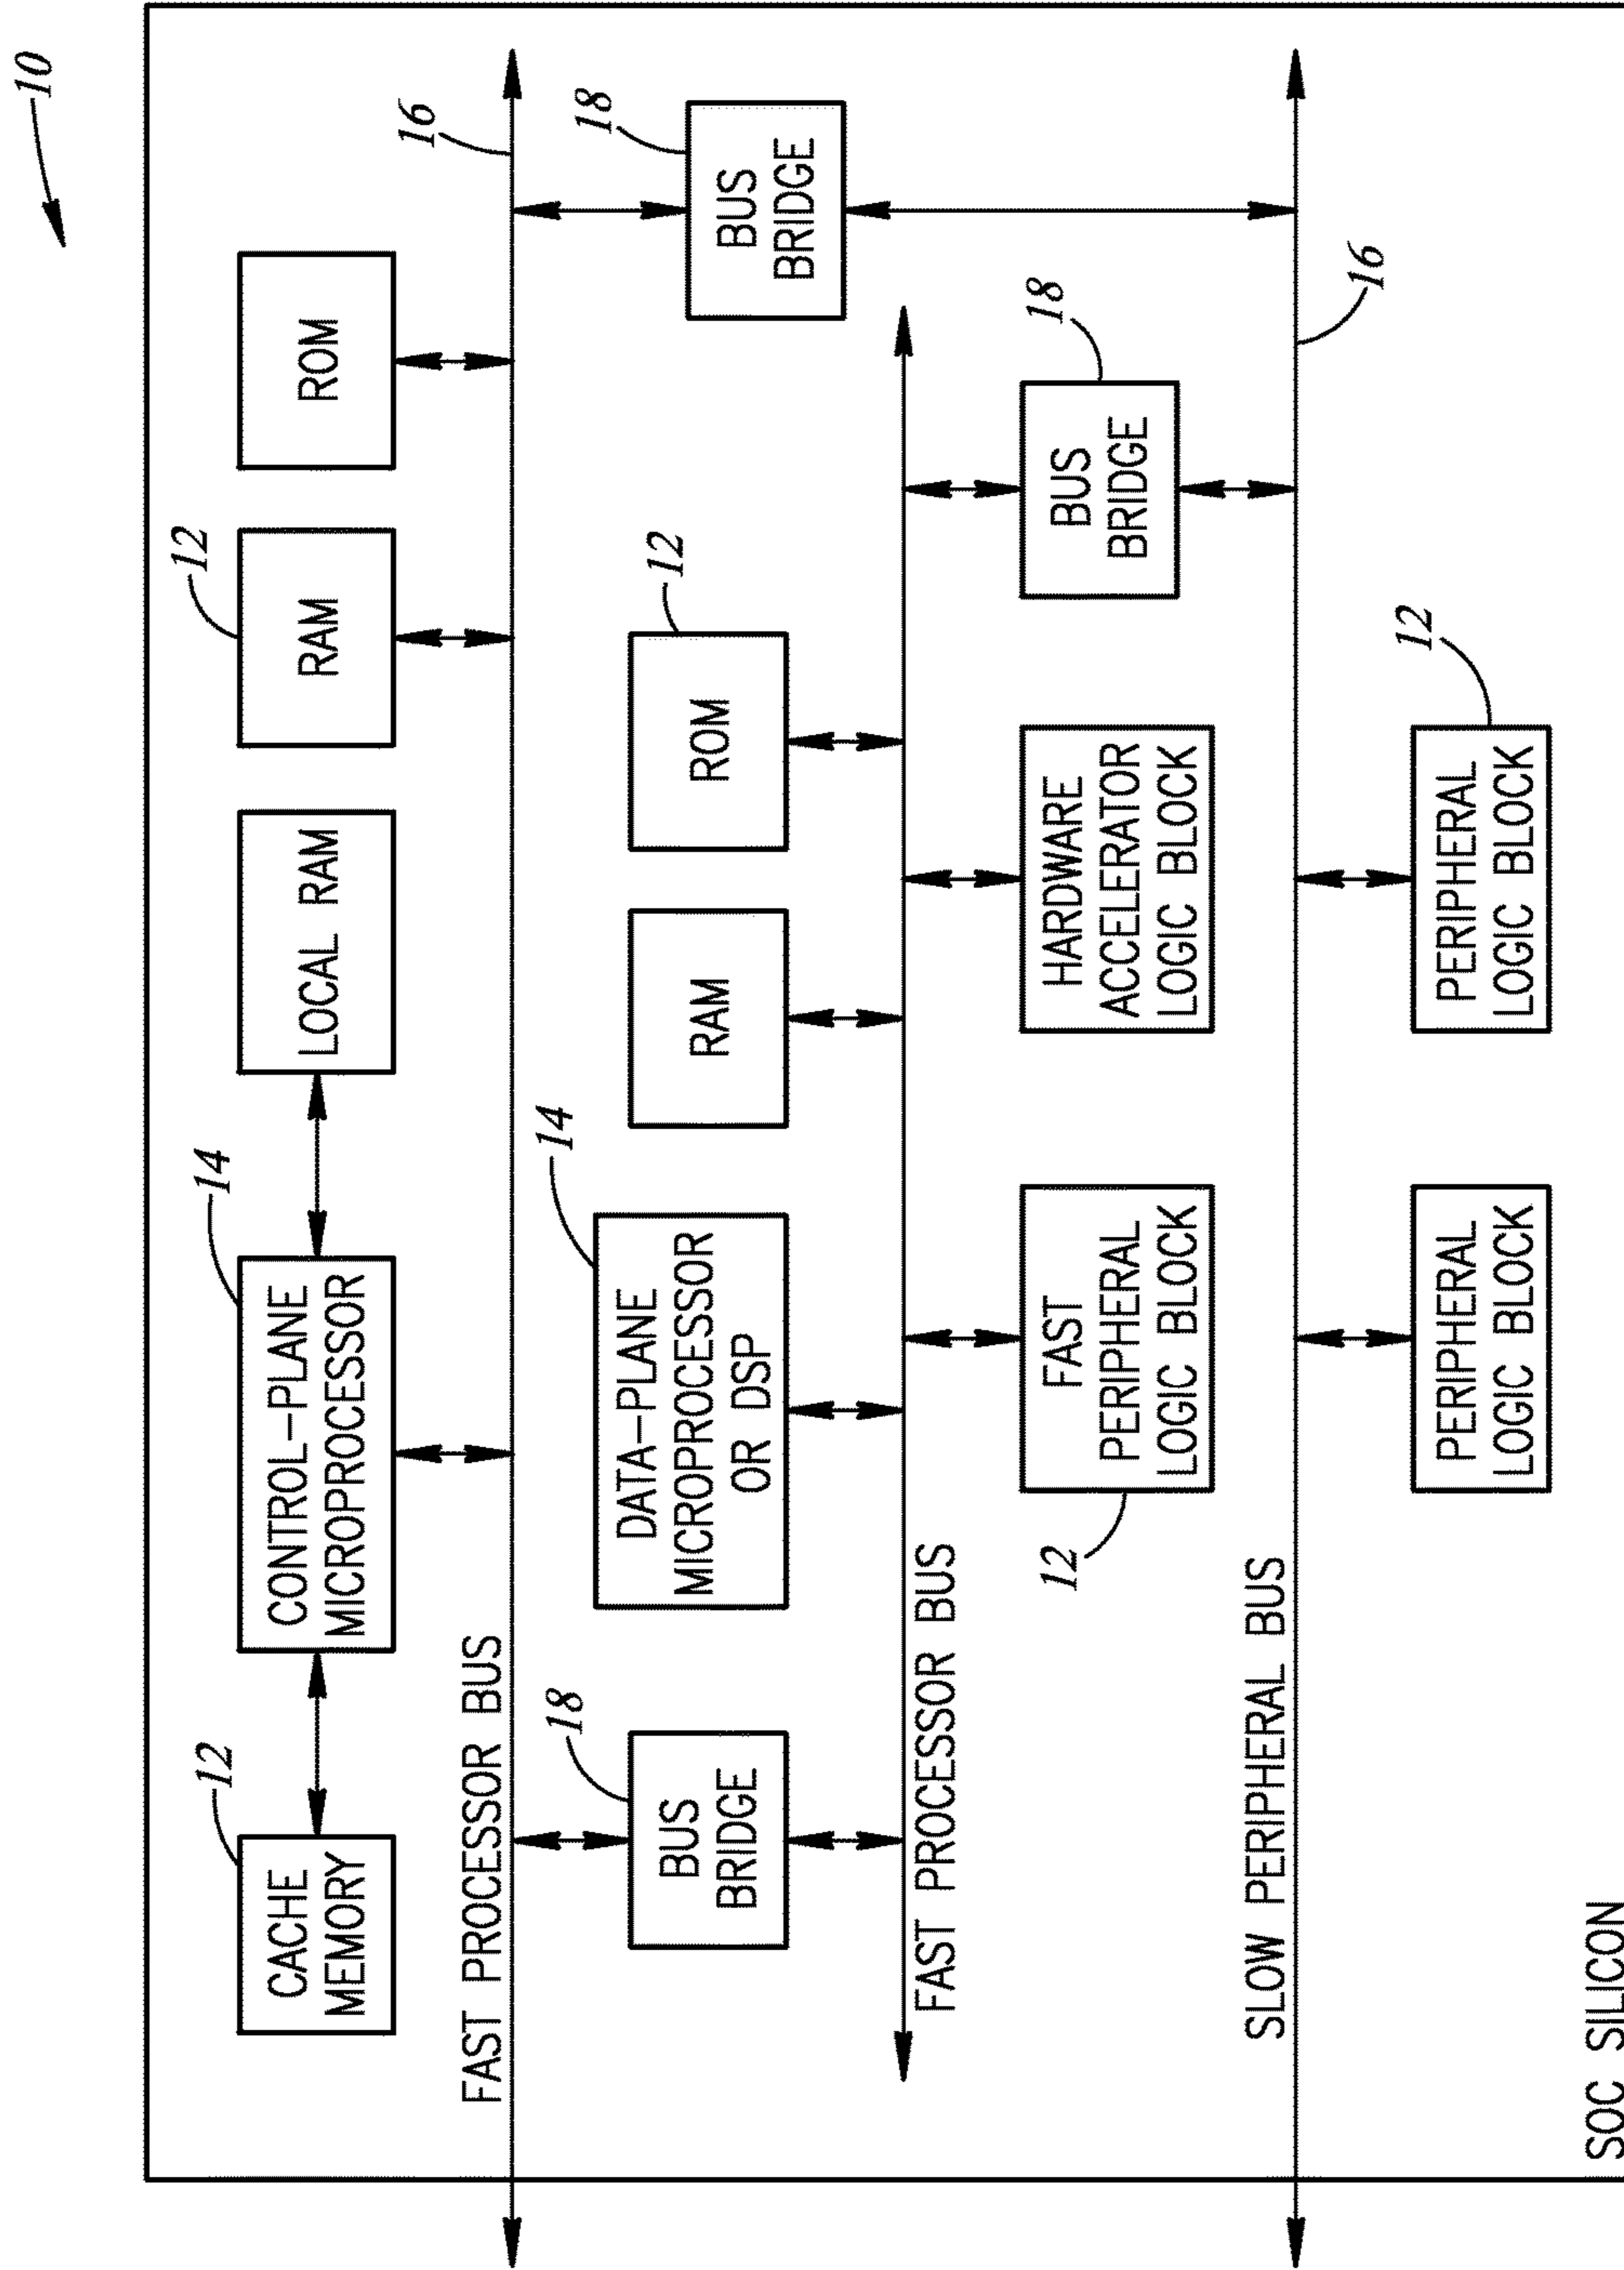 10
12
14
12
CACHE
MEMORY
CONTROL-PLANE
MICROPROCESSOR
LOCAL RAM
RAM
ROM
FAST PROCESSOR BUS
16
18
14
12
18
BUS
BRIDGE
DATA-PLANE
MICROPROCESSOR
OR DSP
RAM
ROM
BUS
BRIDGE
FAST PROCESSOR BUS
18
12
FAST
PERIPHERAL
LOGIC BLOCK
HARDWARE
ACCELERATOR
LOGIC BLOCK
BUS
BRIDGE
SLOW PERIPHERAL BUS
16
12
PERIPHERAL
LOGIC BLOCK
PERIPHERAL
LOGIC BLOCK
SOC SILICON